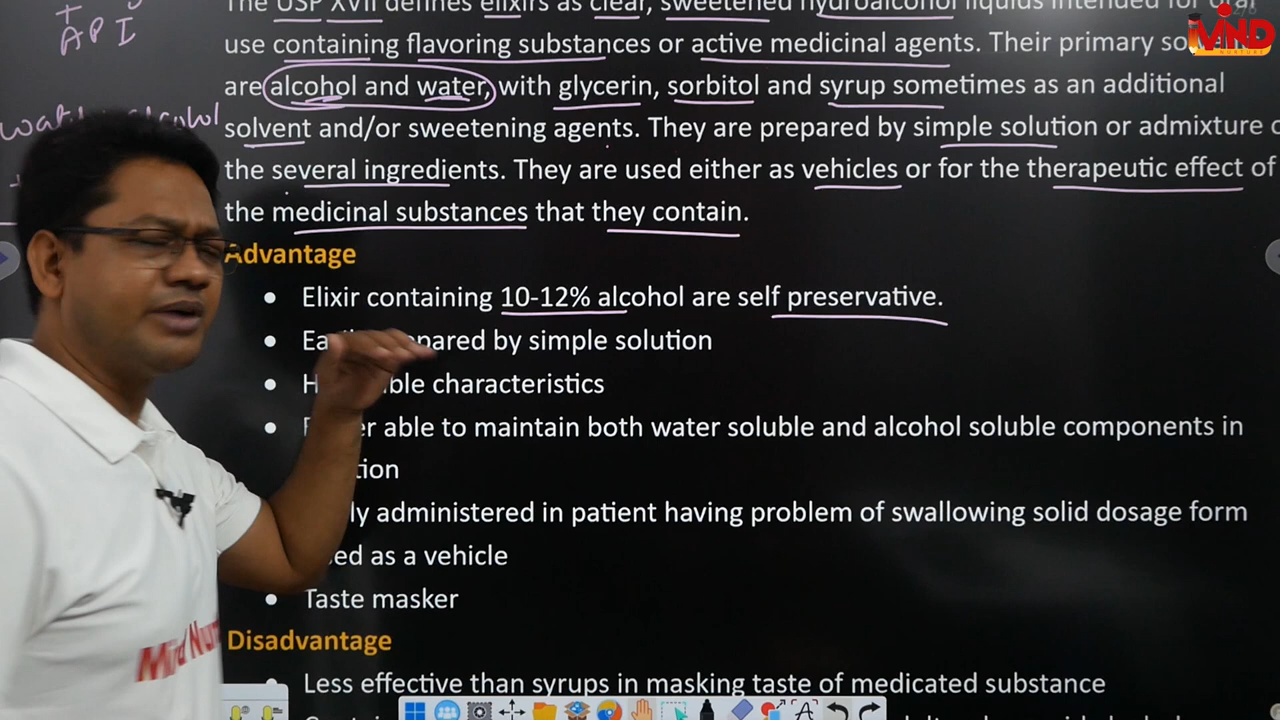 The USP XVII defines elixirs as clear, sweetened hydroalcohol liquids intended for oral
+
API
use containing flavoring substances or active medicinal agents. Their primary
MIND
NURTURE
are alcohol and water, with glycerin, sorbitol and syrup sometimes as an additional
alcohol
solvent and/or sweetening agents. They are prepared by simple solution or admixture
the several ingredients. They are used either as vehicles or for the therapeutic effect of
the medicinal substances that they contain.
Advantage
• Elixir containing 10-12% alcohol are self preservative.
• by simple solution
• characteristics
• able to maintain both water soluble and alcohol soluble components in
administered in patient having problem of swallowing solid dosage form
as a vehicle
• Taste masker
Disadvantage
• Less effective than syrups in masking taste of medicated substance